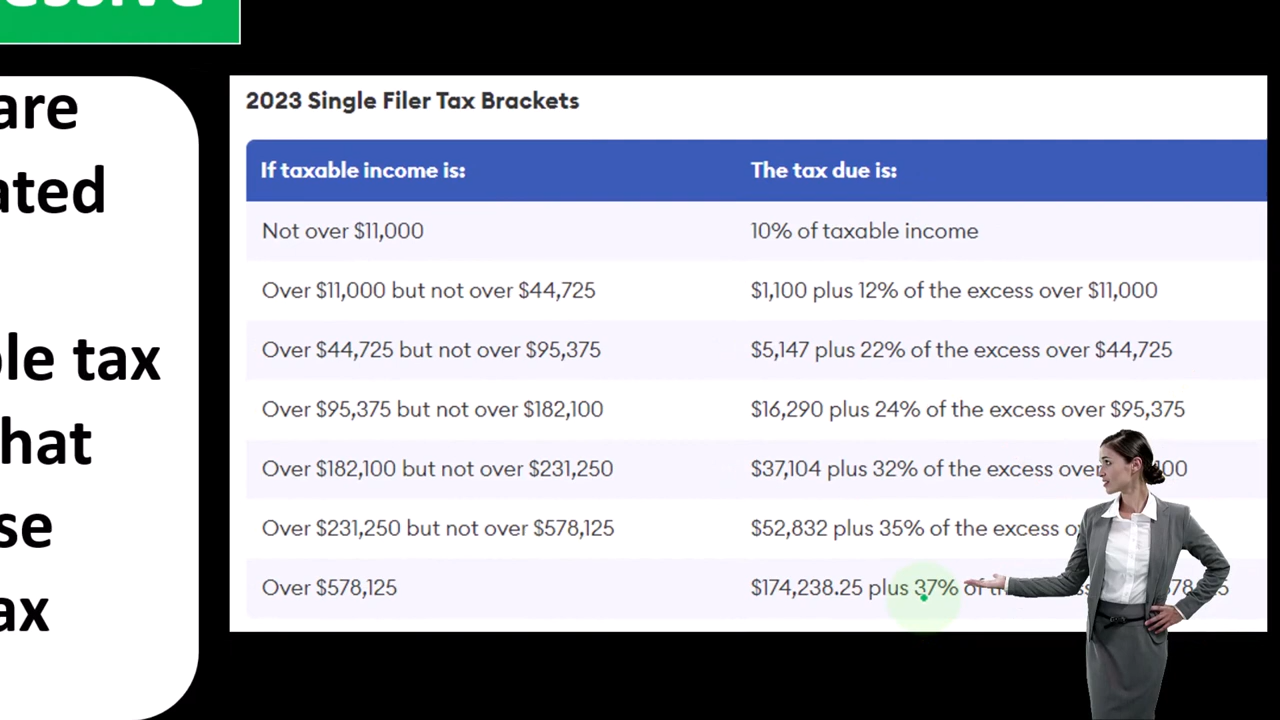 are
2023 Single Filer Tax Brackets
If taxable income is: The tax due is:
Not over $11,000 10% of taxable income
Over $11,000 but not over $44,725 $1,100 plus 12% of the excess over $11,000
tax
Over $44,725 but not over $95,375 $5,147 plus 22% of the excess over $44,725
Over $95,375 but not over $182,100 $16,290 plus 24% of the excess over $95,375
Over $182,100 but not over $231,250 $37,104 plus 32% of the excess over
Over $231,250 but not over $578,125 $52,832 plus 35% of the excess
Over $578,125 $174,238.25 plus 37% of